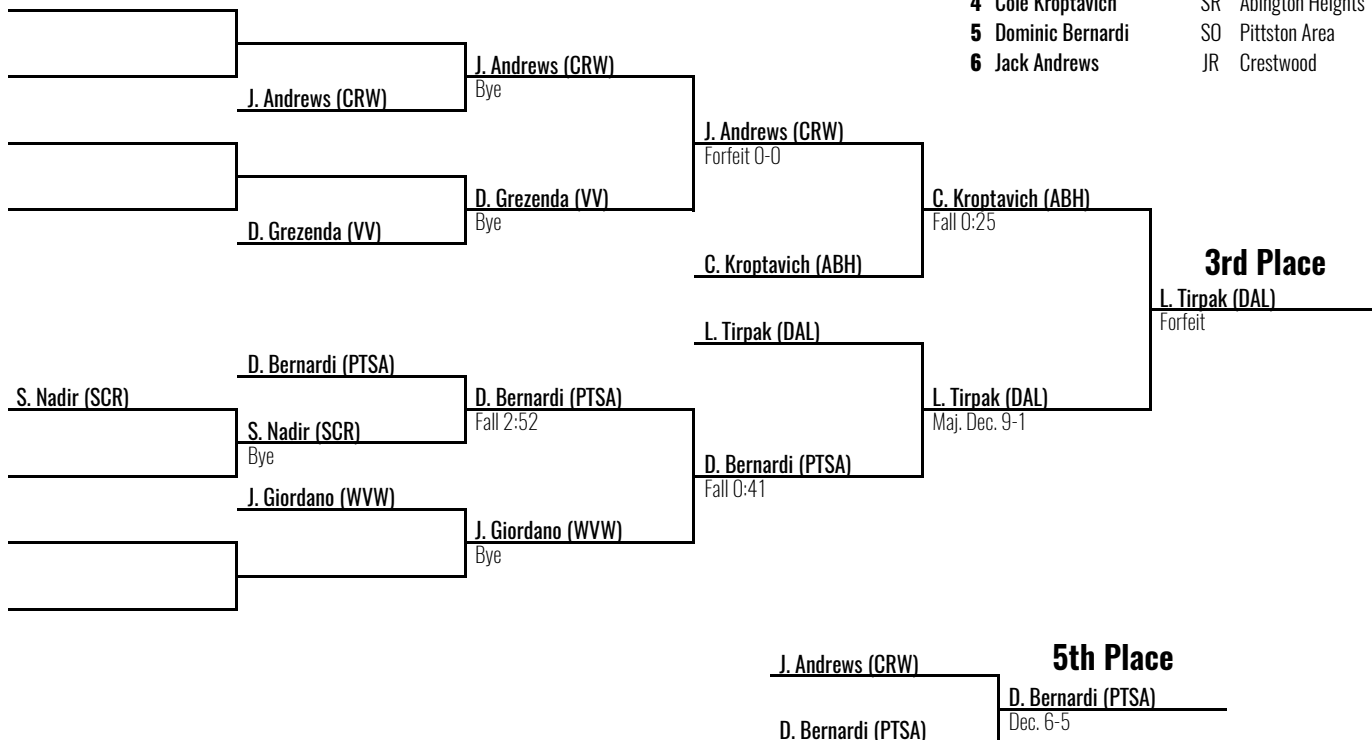 4 Cole Kroptavich SR Abington Heights
5 Dominic Bernardi SO Pittston Area
6 Jack Andrews JR Crestwood
J. Andrews (CRW)
Bye
J. Andrews (CRW)
J. Andrews (CRW)
Forfeit 0-0
D. Grezenda (VV)
Bye
C. Kroptavich (ABH)
Fall 0:25
D. Grezenda (VV)
C. Kroptavich (ABH)
3rd Place
L. Tirpak (DAL)
Forfeit
L. Tirpak (DAL)
D. Bernardi (PTSA)
S. Nadir (SCR)
D. Bernardi (PTSA)
Fall 2:52
L. Tirpak (DAL)
Maj. Dec. 9-1
S. Nadir (SCR)
Bye
D. Bernardi (PTSA)
Fall 0:41
J. Giordano (WVW)
J. Giordano (WVW)
Bye
5th Place
J. Andrews (CRW)
D. Bernardi (PTSA)
Dec. 6-5
D. Bernardi (PTSA)